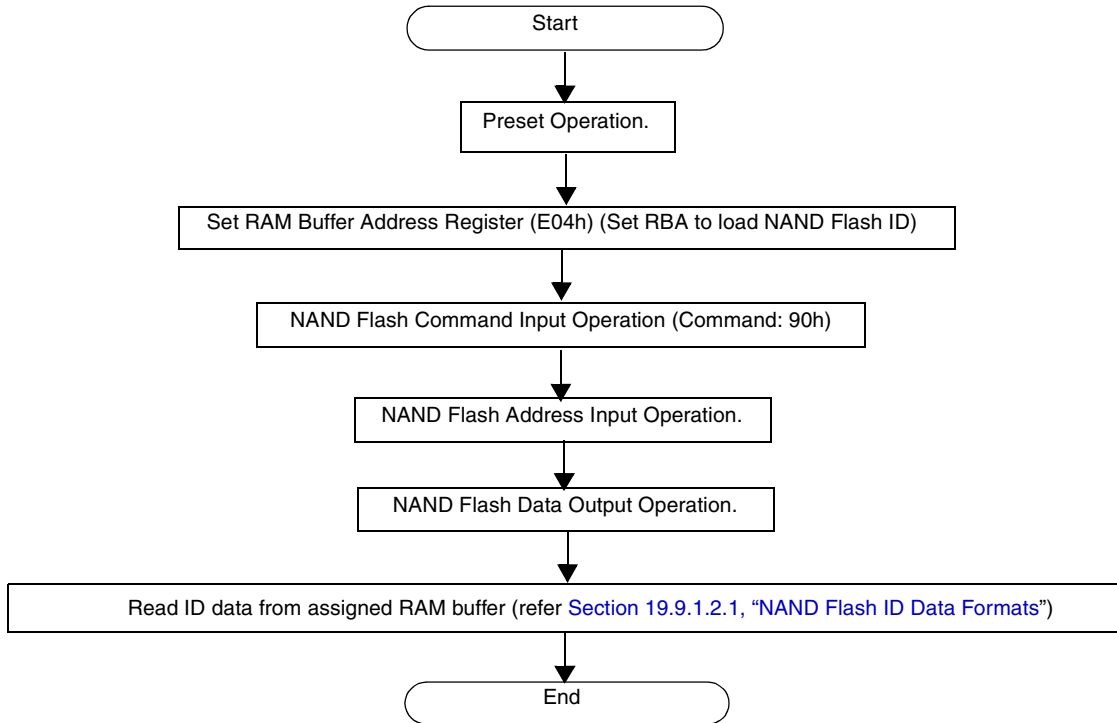 Start
Preset Operation.
Set RAM Buffer Address Register (E04h) (Set RBA to load NAND Flash ID)
NAND Flash Command Input Operation (Command: 90h)
NAND Flash Address Input Operation.
NAND Flash Data Output Operation.
Read ID data from assigned RAM buffer (refer Section 19.9.1.2.1, “NAND Flash ID Data Formats”)
End